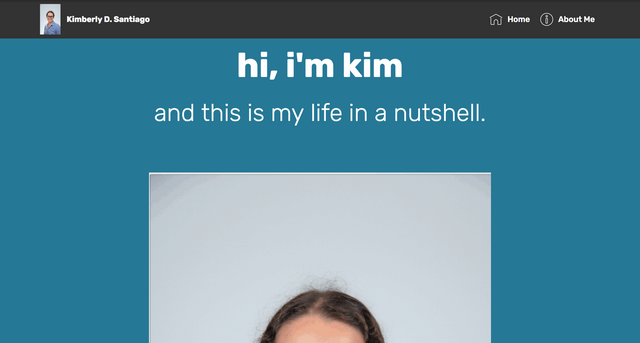 Kimberly D. Santiago
Home
About Me
hi, i'm kim
and this is my life in a nutshell.